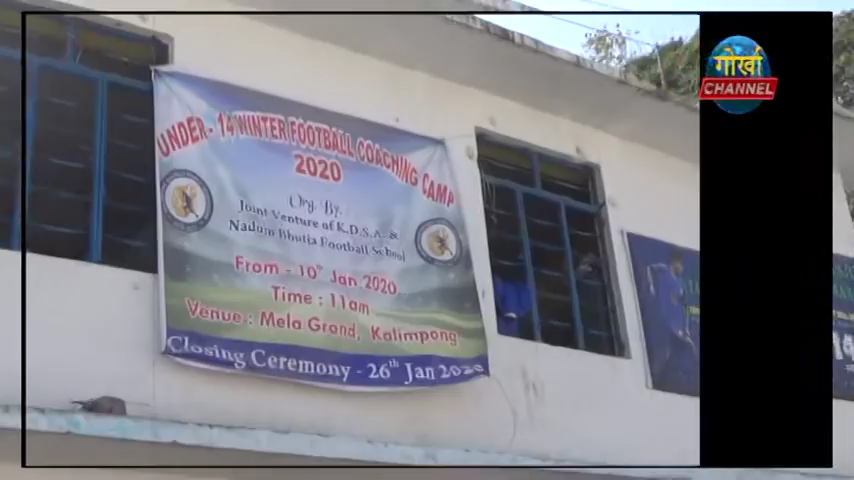 UNDER-14 WINTER FOOTBALL COACHING CAMP
2020
Org. By.
Joint Venture of K.D.S.A. &
Nadum Bhutia Football School
From - 10th Jan. 2020
Time : 11am
Venue : Mela Grond, Kalimpong
Closing Ceremony - 26th Jan 2020
गोर्खा
CHANNEL